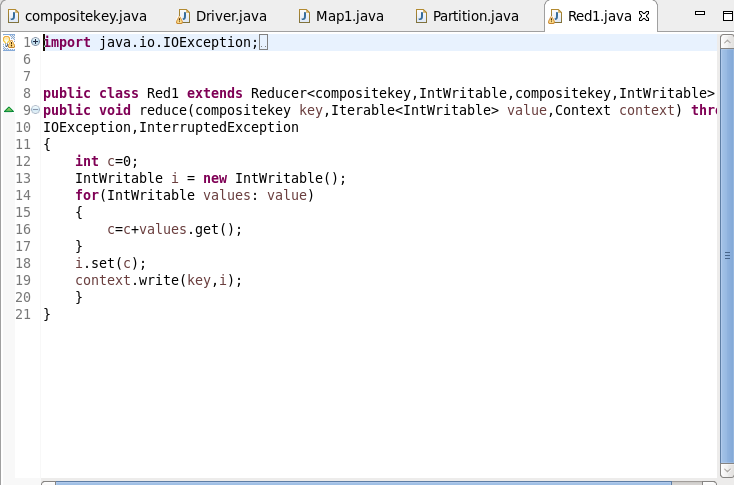 compositekey.java Driver.java Map1.java Partition.java Red1.java
1 import java.io.IOException;
6
7
8 public class Red1 extends Reducer<compositekey,IntWritable,compositekey,IntWritable>
9 public void reduce(compositekey key,Iterable<IntWritable> value,Context context) thr
10 IOException,InterruptedException
11 {
12 int c=0;
13 IntWritable i = new IntWritable();
14 for(IntWritable values: value)
15 {
16 c=c+values.get();
17 }
18 i.set(c);
19 context.write(key,i);
20 }
21 }